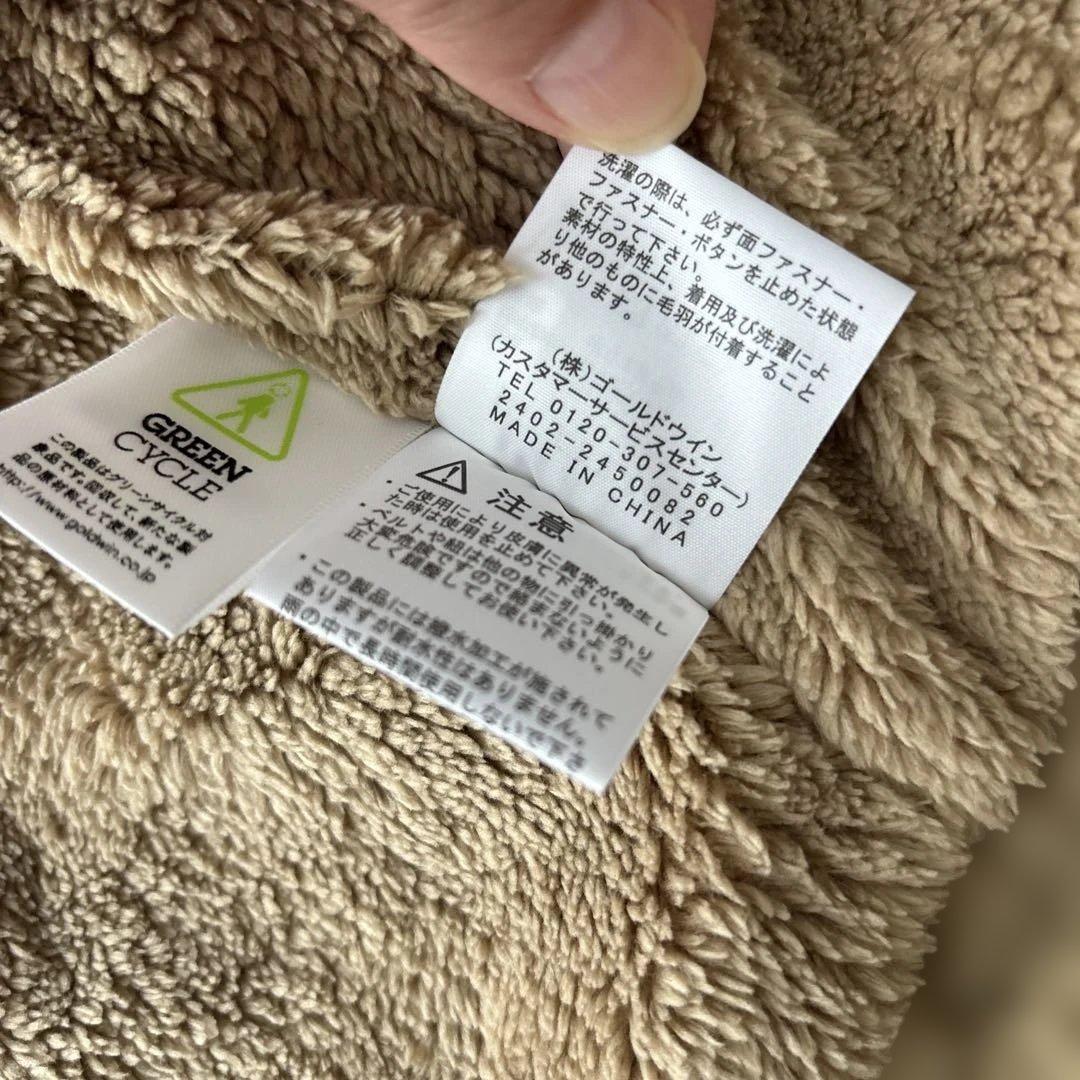 洗濯の際は、必ず面ファスナー・
ファスナー・ボタンを止めた状態
で行って下さい。
素材の特性上、着用及び洗濯によ
り他のものに毛羽が付着すること
があります。
(株)ゴールドウイン
(カスタマーサービスセンター)
TEL 0120-307-560
2402-2450082
MADE IN CHINA
GREEN
CYCLE
この製品はグリーンサイクル対
象品です。回収して、新たな製
品の原材料として使用します。
http://www.goldwin.co.jp
注意
・ご使用により皮膚に異常が発生し
た時は使用を止めて下さい。
・ベルトや紐は他の物に引っ掛かり
大変危険ですので絡まないように
正しく調整してお使い下さい。
・この製品には撥水加工が施されて
ありますが耐水性はありません。
雨の中で長時間使用しないで下さ